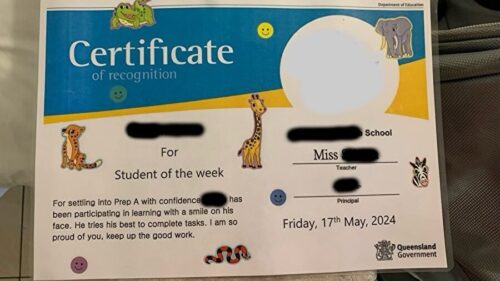 Department of Education
Certificate
of recognition
For
Student of the week
For settling into Prep A with confidence has
been participating in learning with a smile on his
face. He tries his best to complete tasks. I am so
proud of you, keep up the good work.
School
Miss
Teacher
Principal
Friday, 17th May, 2024
Queensland
Government